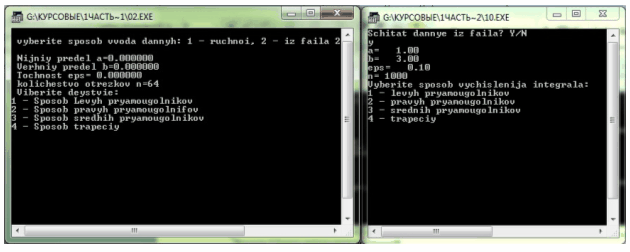 G:\КУРСОВЫЕ\1ЧАСТЬ~1\02.EXE
vyberite sposob vvoda dannyh: 1 - ruchnoi, 2 - iz faila 2
Nijniy predel a=0.000000
Verhniy predel b=0.000000
Tochnost eps= 0.000000
kolichestvo otrezkov n=64
Viberite deystvie:
1 - Sposob Levyh pryamougolnikov
2 - Sposob pravyh pryamougolnifov
3 - Sposob sredhih pryamougolnikov
4 - Sposob trapeciy
G:\КУРСОВЫЕ\1ЧАСТЬ~2\10.EXE
Schitat dannye iz faila? Y/N
y
a= 1.00
b= 3.00
eps= 0.10
n= 1000
Vyberite sposob vychislenija integrala:
1 - levyh pryamougolnikov
2 - pravyh pryamougolnikov
3 - srednih pryamougolnikov
4 - trapeciy